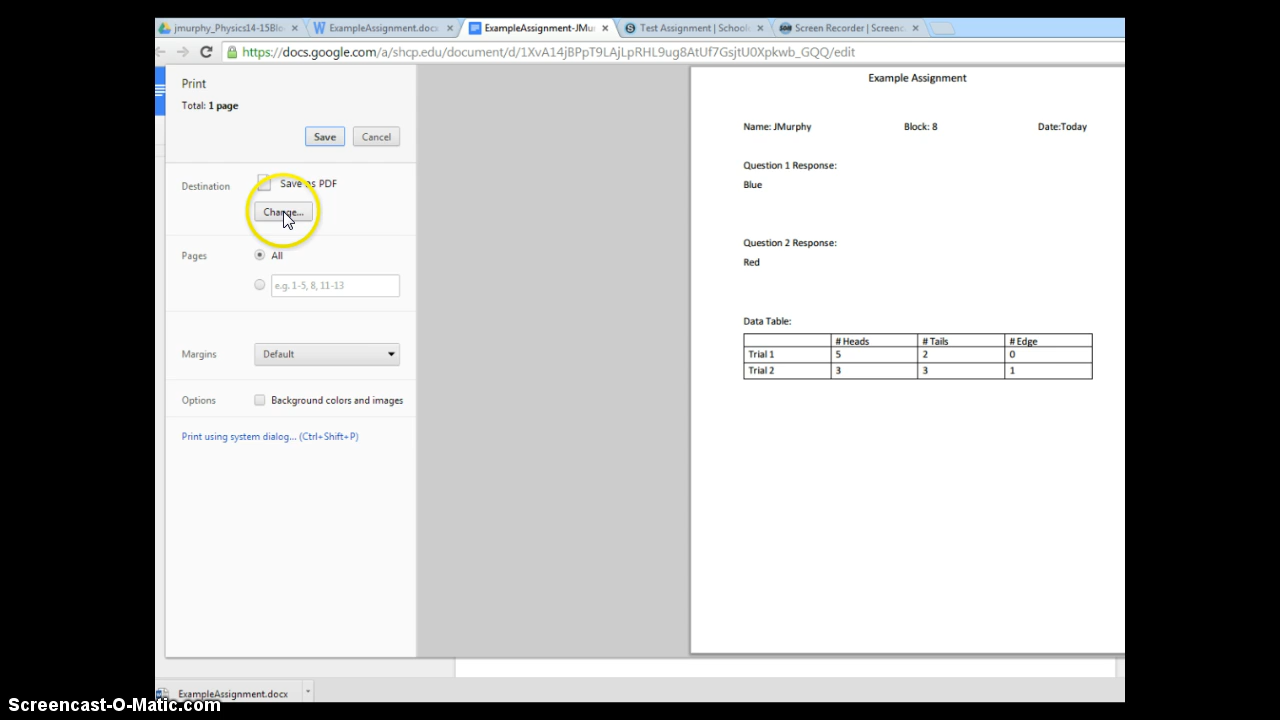 jmurphy_Physics14-15Blo
ExampleAssignment.docx
ExampleAssignment-JMu
Test Assignment | School
Screen Recorder | Screenc
https://docs.google.com/a/shcp.edu/document/d/1XvA14jBPpT9LAjLpRHL9ug8AtUf7GsjtU0Xpkwb_GQQ/edit
Print
Total: 1 page
Save
Cancel
Destination
Save as PDF
Change...
Pages
All
e.g. 1-5, 8, 11-13
Margins
Default
Options
Background colors and images
Print using system dialog... (Ctrl+Shift+P)
Example Assignment
Name: JMurphy Block: 8 Date:Today
Question 1 Response:
Blue
Question 2 Response:
Red
Data Table:
# Heads # Tails # Edge
Trial 1 5 2 0
Trial 2 3 3 1
ExampleAssignment.docx
Screencast-O-Matic.com